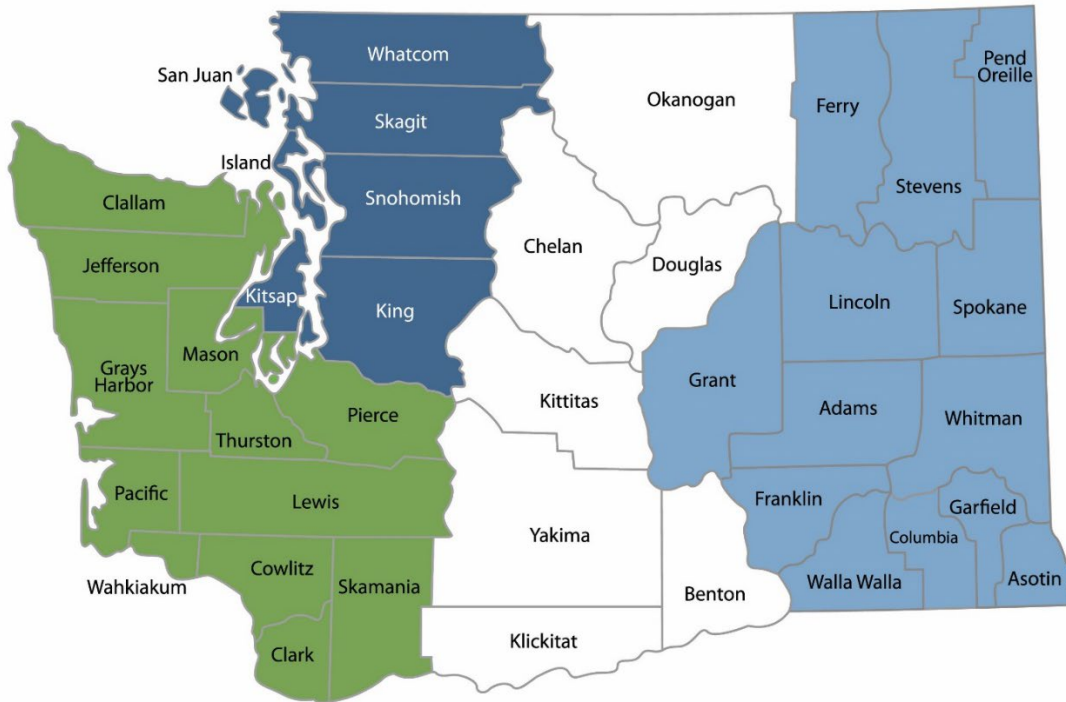 Whatcom
San Juan
Pend
Oreille
Okanogan
Ferry
Skagit
Island
Stevens
Snohomish
Clallam
Chelan
Jefferson
Douglas
Kitsap
King
Lincoln
Spokane
Mason
Grays
Harbor
Grant
Kittitas
Adams
Pierce
Whitman
Thurston
Pacific
Lewis
Franklin
Garfield
Yakima
Columbia
Cowlitz
Wahkiakum
Skamania
Walla Walla
Asotin
Benton
Klickitat
Clark